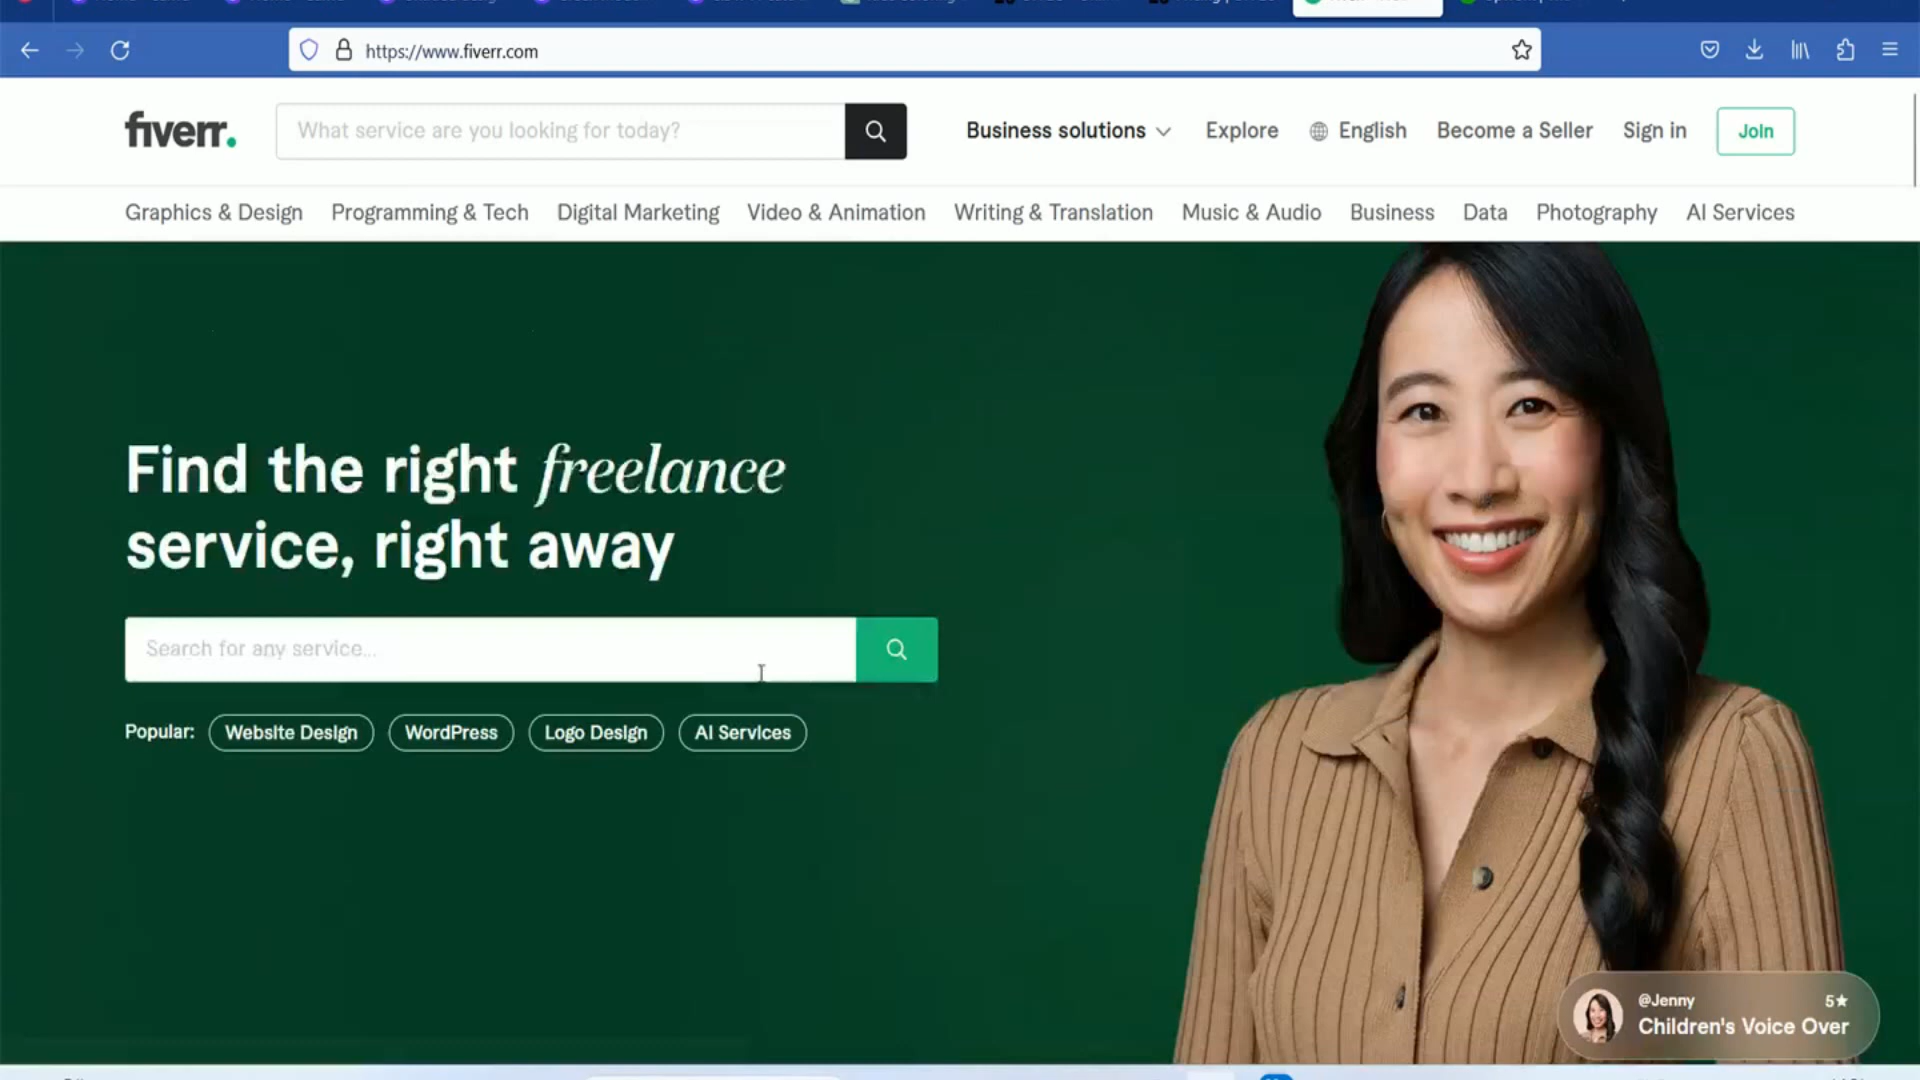 https://www.fiverr.com
fiverr.
What service are you looking for today?
Business solutions
Explore
English
Become a Seller
Sign in
Join
Graphics & Design
Programming & Tech
Digital Marketing
Video & Animation
Writing & Translation
Music & Audio
Business
Data
Photography
AI Services
Find the right freelance
service, right away
Search for any service...
Popular:
Website Design
WordPress
Logo Design
AI Services
@Jenny
5★
Children's Voice Over